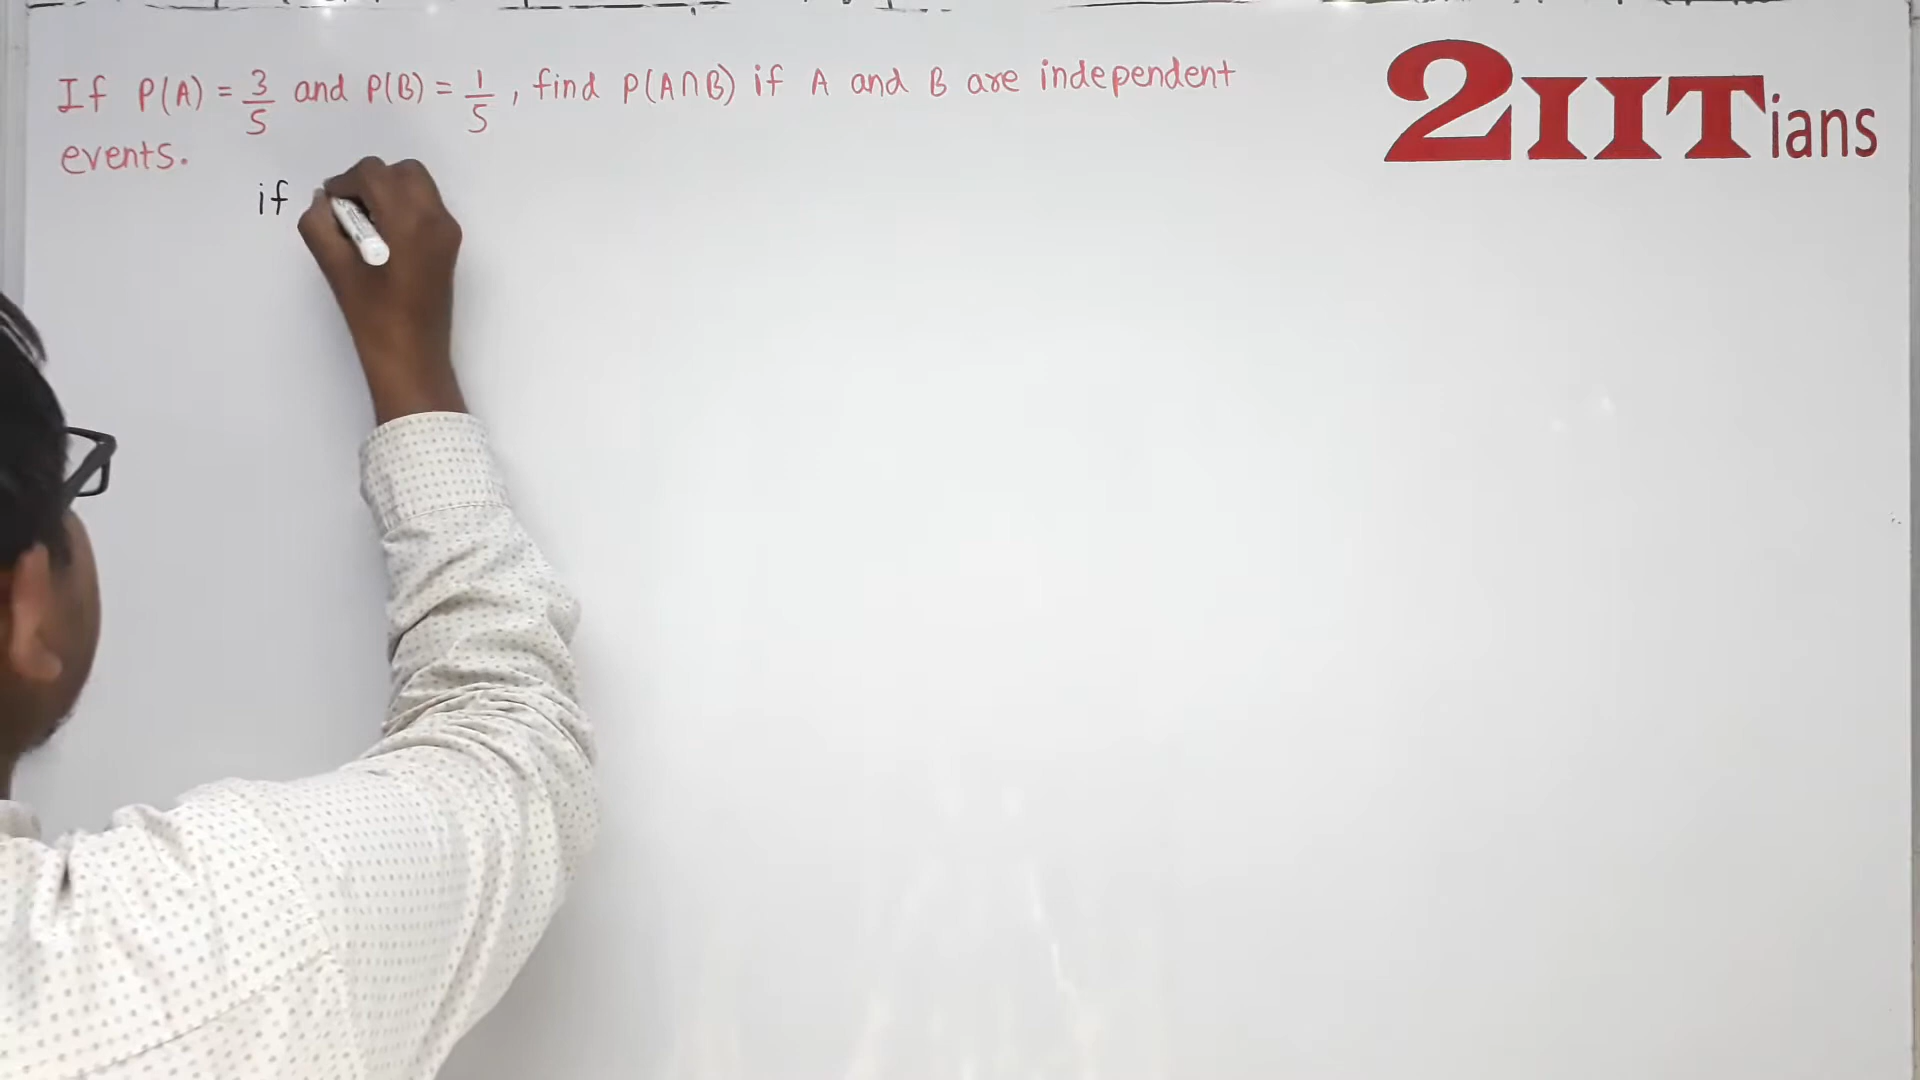 If P(A) = 3/5 and P(B) = 1/5, find P(A∩B) if A and B are independent
events.
if
2IITians